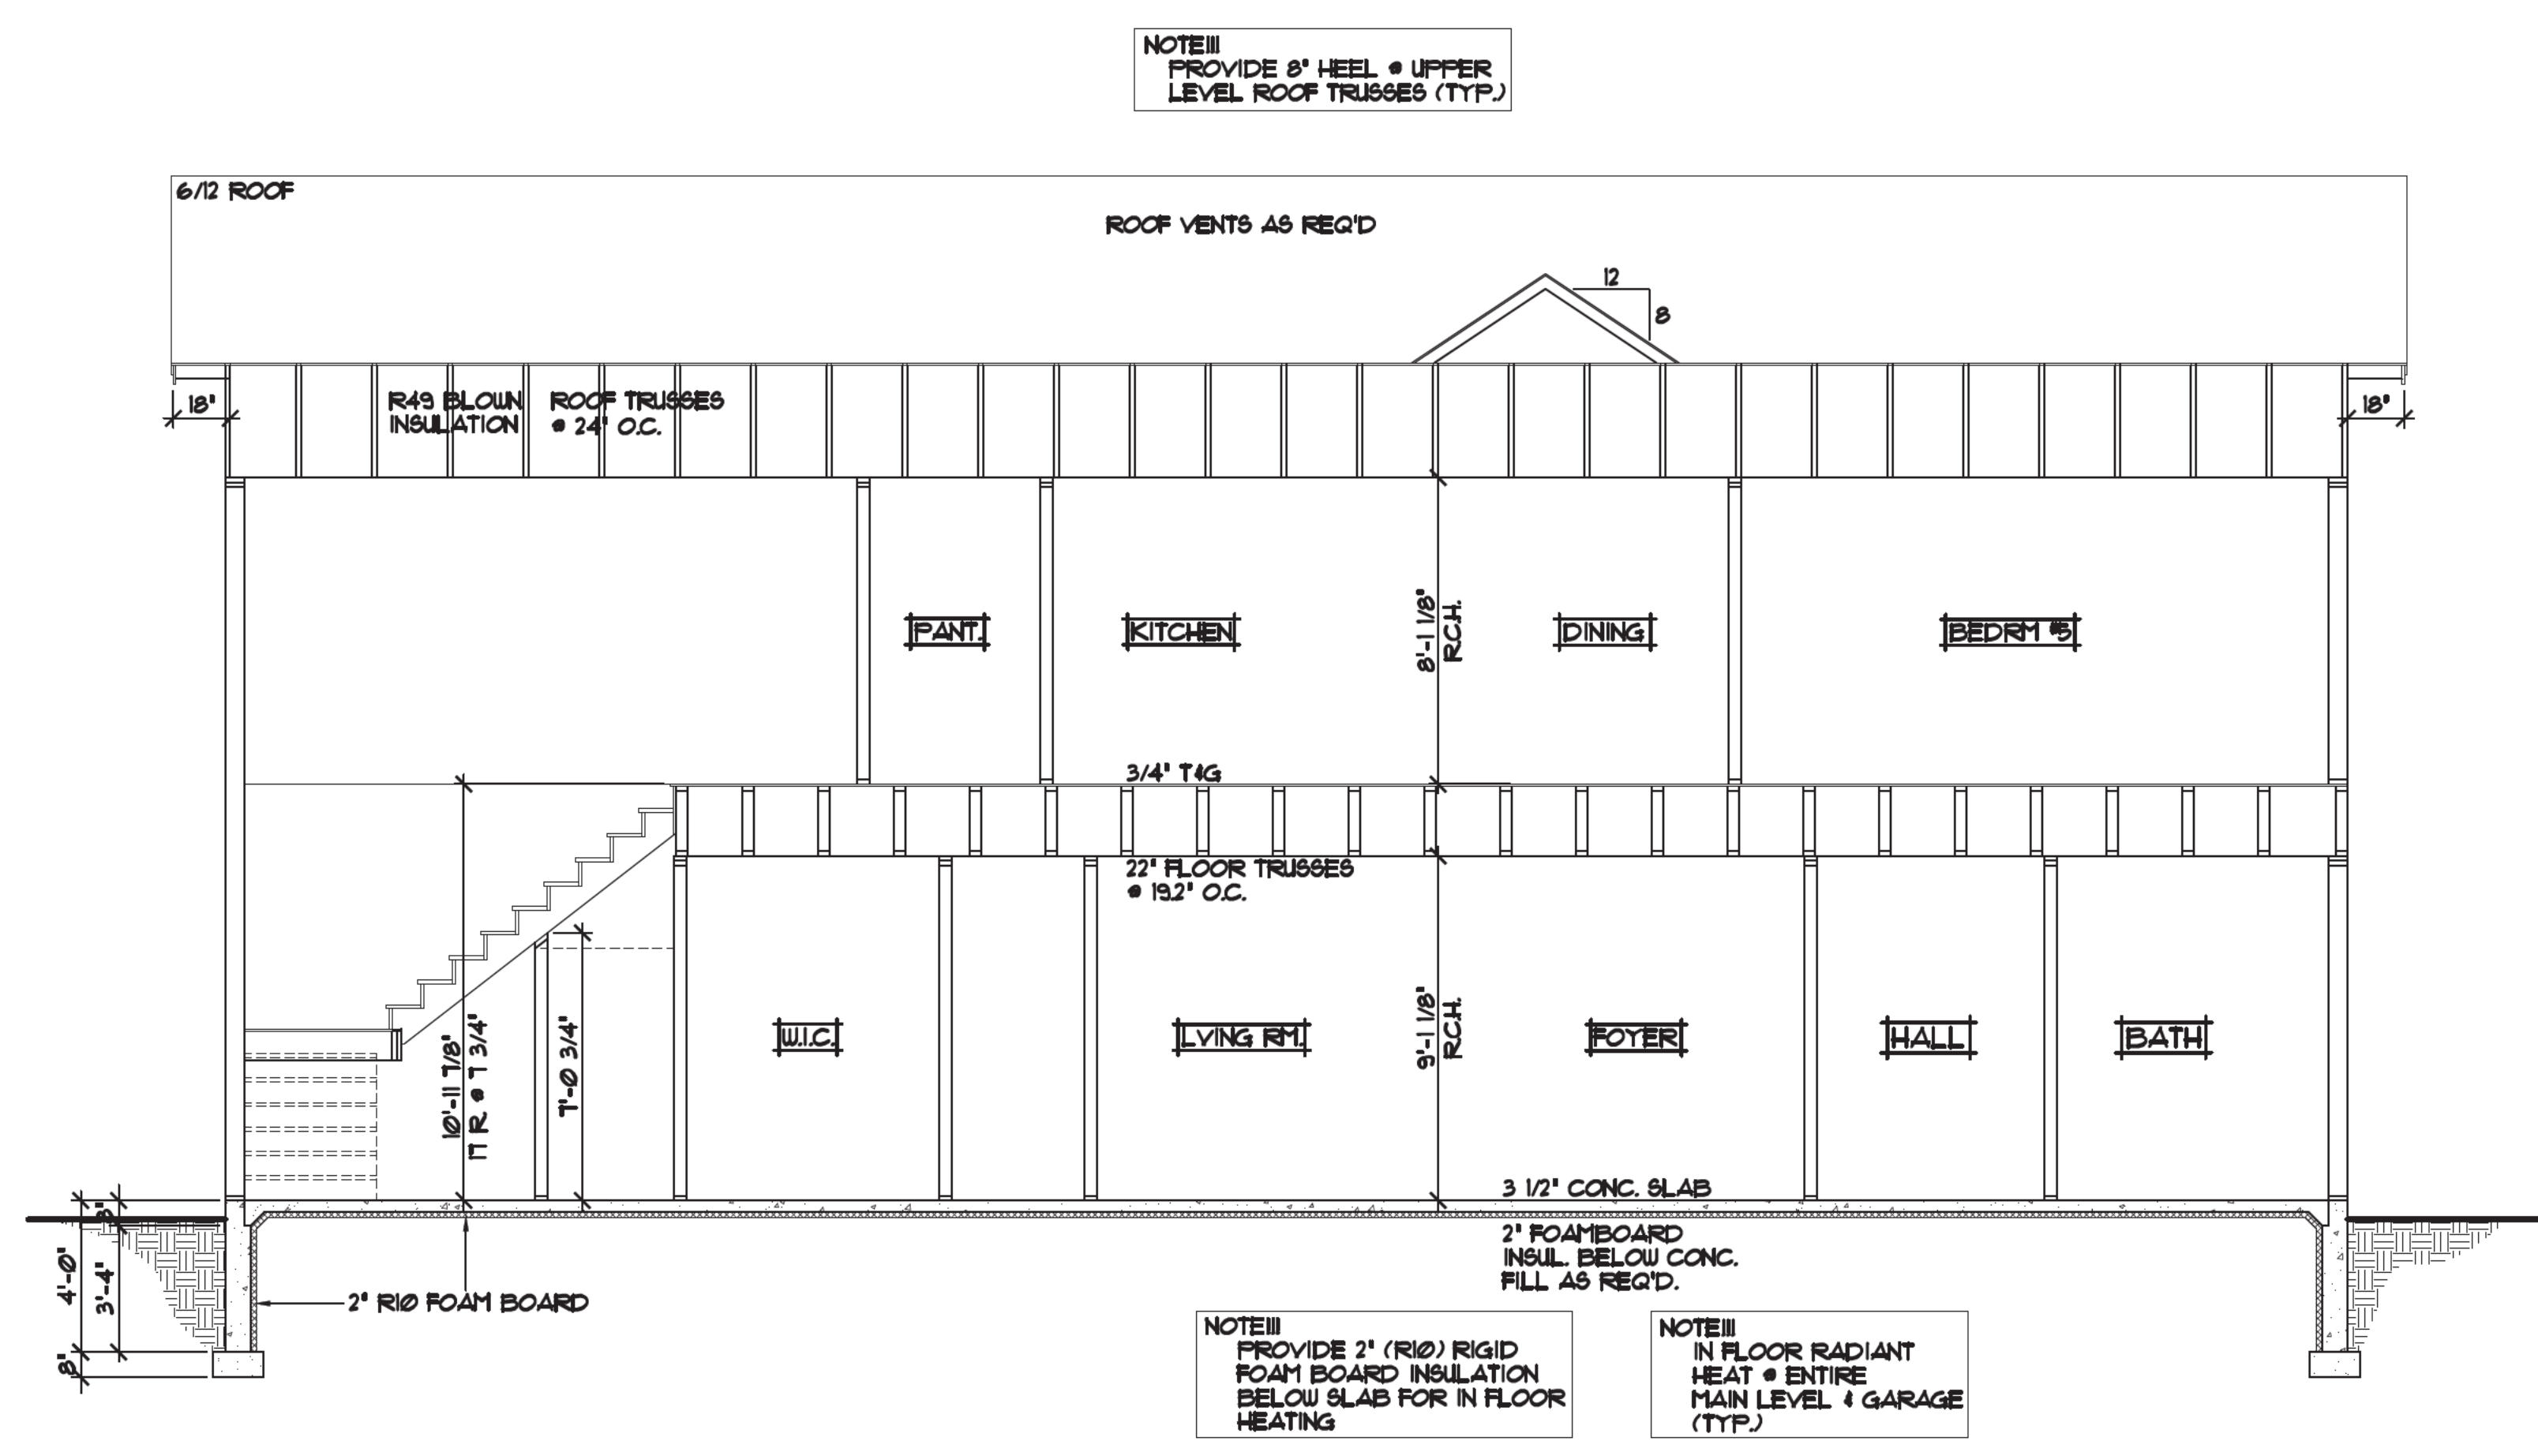 NOTE!!!
PROVIDE 8" HEEL @ UPPER
LEVEL ROOF TRUSSES (TYP.)
6/12 ROOF
ROOF VENTS AS REQ'D
12
8
18"
R49 BLOWN
INSULATION
ROOF TRUSSES
@ 24" O.C.
18"
PANT.
KITCHEN
8'-1 1/8"
R.C.H.
DINING
BEDRM #5
3/4" T&G
22" FLOOR TRUSSES
@ 19.2" O.C.
10'-11 7/8"
17 R. @ 7 3/4"
7'-0 3/4"
W.I.C.
LVING RM.
9'-1 1/8"
R.C.H.
FOYER
HALL
BATH
3 1/2" CONC. SLAB
8"
4'-0"
3'-4"
8"
2" R10 FOAM BOARD
2" FOAMBOARD
INSUL. BELOW CONC.
FILL AS REQ'D.
NOTE!!!
PROVIDE 2" (R10) RIGID
FOAM BOARD INSULATION
BELOW SLAB FOR IN FLOOR
HEATING
NOTE!!!
IN FLOOR RADIANT
HEAT @ ENTIRE
MAIN LEVEL & GARAGE
(TYP.)